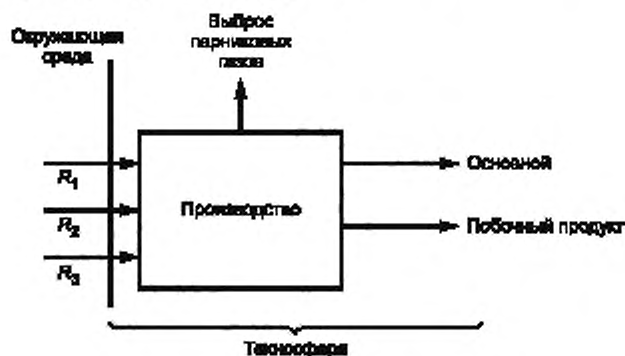 Выброс
парниковых
газов
Окружающая
среда
R1
R2
R3
Производство
Основной
Побочный продукт
Техносфера